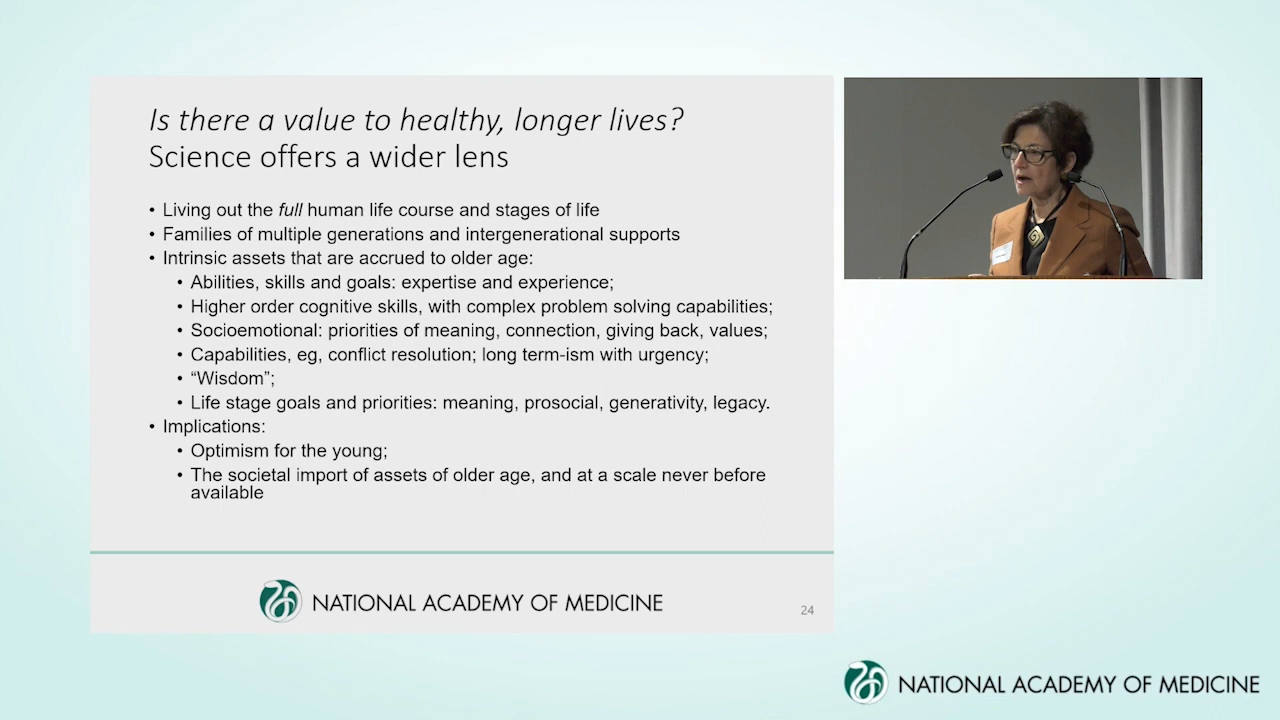 Is there a value to healthy, longer lives?
Science offers a wider lens
• Living out the full human life course and stages of life
• Families of multiple generations and intergenerational supports
• Intrinsic assets that are accrued to older age:
• Abilities, skills and goals: expertise and experience;
• Higher order cognitive skills, with complex problem solving capabilities;
• Socioemotional: priorities of meaning, connection, giving back, values;
• Capabilities, eg, conflict resolution; long term-ism with urgency;
• “Wisdom”;
• Life stage goals and priorities: meaning, prosocial, generativity, legacy.
• Implications:
• Optimism for the young;
• The societal import of assets of older age, and at a scale never before
available
NATIONAL ACADEMY OF MEDICINE
24
NATIONAL ACADEMY OF MEDICINE